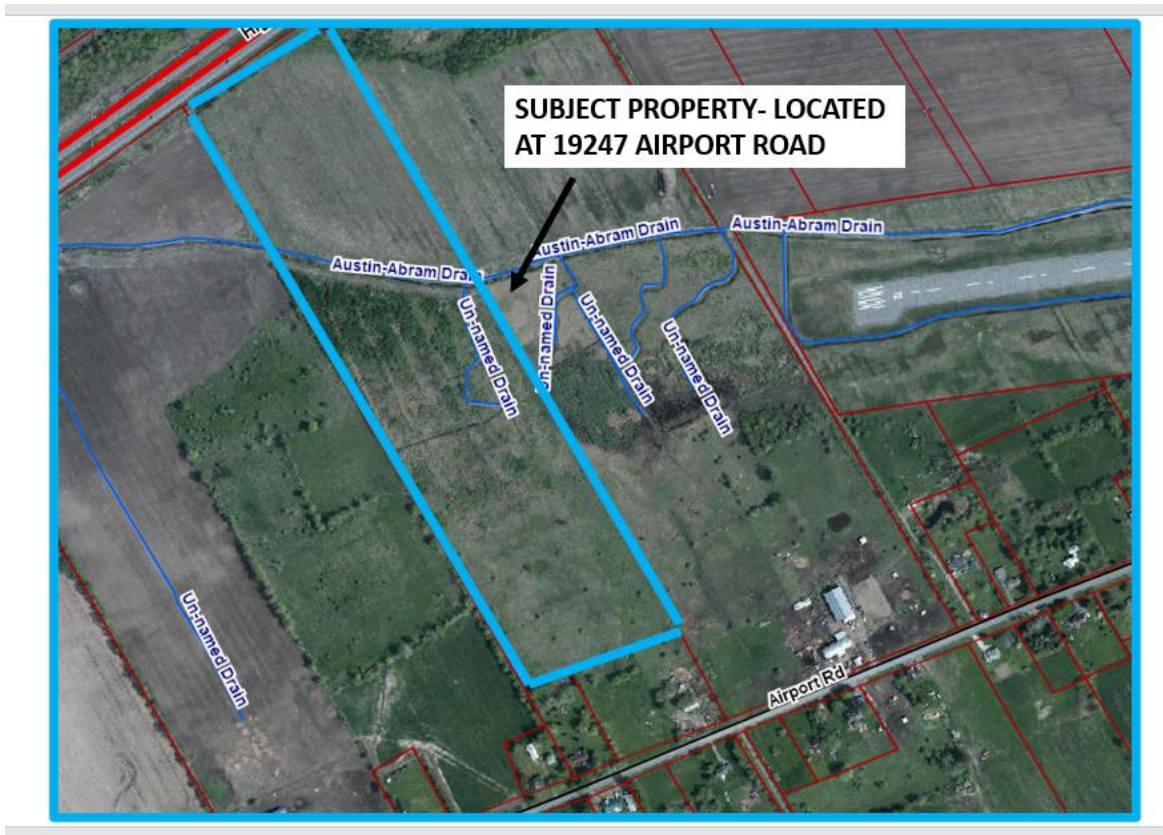 SUBJECT PROPERTY- LOCATED
AT 19247 AIRPORT ROAD
Austin-Abram Drain
Austin-Abram Drain
Austin-Abram Drain
Un-named Drain
Un-named Drain
Un-named Drain
Un-named Drain
Un-named Drain
Airport Rd